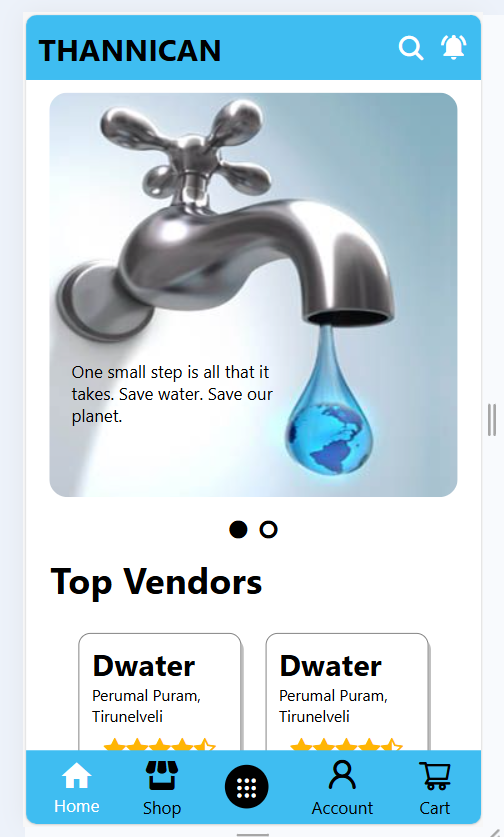 THANNICAN
One small step is all that it
takes. Save water. Save our
planet.
Top Vendors
Dwater
Perumal Puram,
Tirunelveli
Dwater
Perumal Puram,
Tirunelveli
Home
Shop
Account
Cart